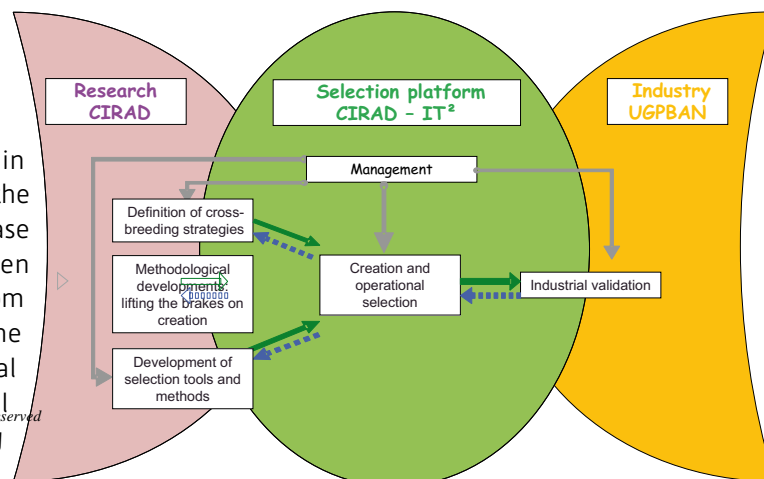 Research
CIRAD
Selection platform
CIRAD – IT²
Industry
UGPBAN
Management
Definition of cross-
breeding strategies
Methodological
developments:
lifting the brakes on
creation
Development of
selection tools and
methods
Creation and
operational
selection
Industrial validation
in
the
ase
en
om
ne
al
l
served